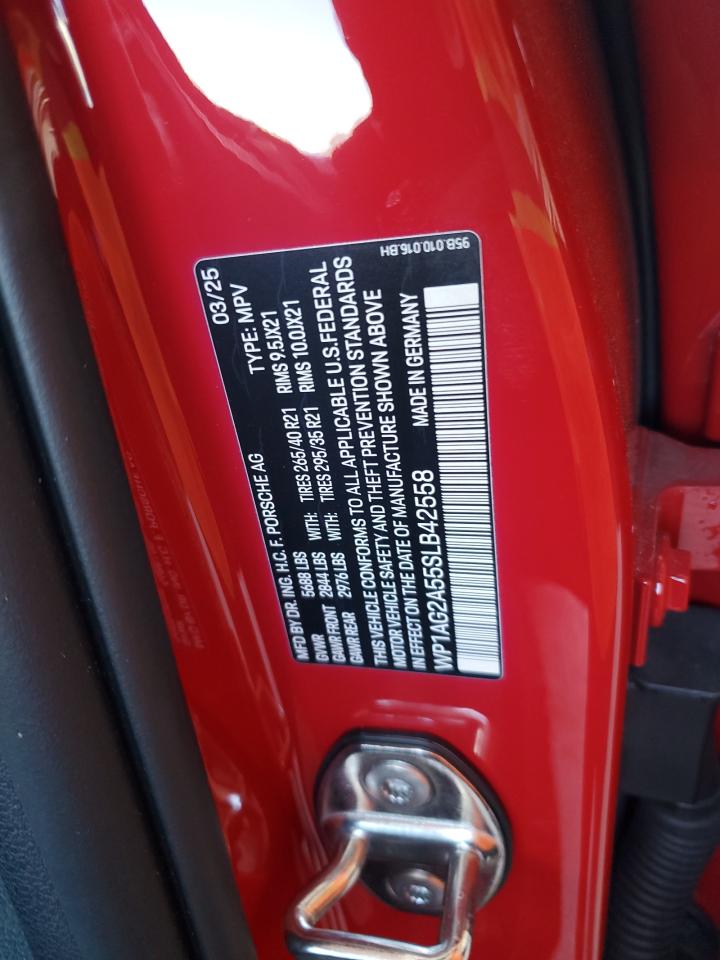 MFD BY DR. ING. H.C. F. PORSCHE AG 03/25
GVWR 5688 LBS TYPE: MPV
GAWR FRONT 2844 LBS WITH: TIRES 265/40 R21 RIMS 9.5JX21
GAWR REAR 2976 LBS WITH: TIRES 295/35 R21 RIMS 10.0JX21
THIS VEHICLE CONFORMS TO ALL APPLICABLE U.S. FEDERAL
MOTOR VEHICLE SAFETY AND THEFT PREVENTION STANDARDS
IN EFFECT ON THE DATE OF MANUFACTURE SHOWN ABOVE
WP1AG2A55SLB42558 MADE IN GERMANY
95B.010.016.BH